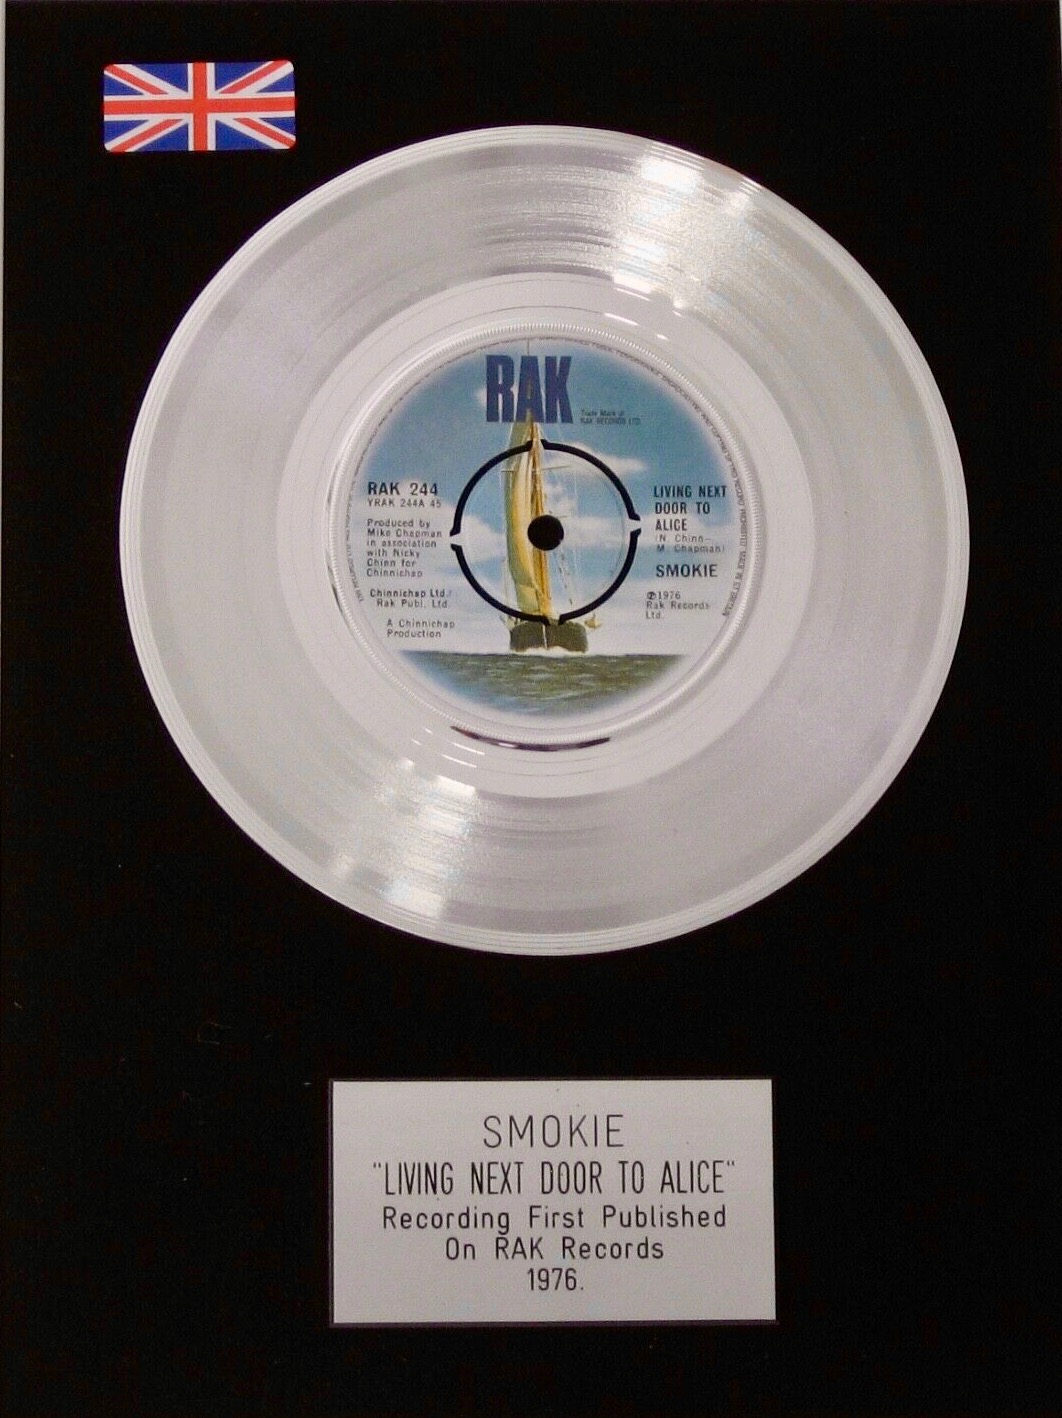 RAK
Trade Mark of
RAK RECORDS LTD.
RAK 244
YRAK 244A 45
Produced by
Mike Chapman
in association
with Nicky
Chinn for
Chinnichap
Chinnichap Ltd./
Rak Publ. Ltd.
A Chinnichap
Production
LIVING NEXT
DOOR TO
ALICE
(N. Chinn—
M. Chapman)
SMOKIE
℗1976
Rak Records
Ltd.
SMOKIE
"LIVING NEXT DOOR TO ALICE"
Recording First Published
On RAK Records
1976.